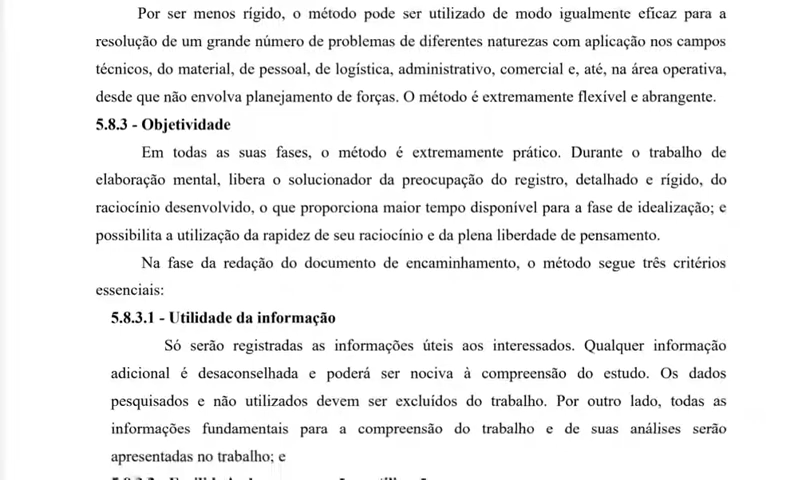 Por ser menos rígido, o método pode ser utilizado de modo igualmente eficaz para a
resolução de um grande número de problemas de diferentes naturezas com aplicação nos campos
técnicos, do material, de pessoal, de logística, administrativo, comercial e, até, na área operativa,
desde que não envolva planejamento de forças. O método é extremamente flexível e abrangente.
5.8.3 - Objetividade
Em todas as suas fases, o método é extremamente prático. Durante o trabalho de
elaboração mental, libera o solucionador da preocupação do registro, detalhado e rígido, do
raciocínio desenvolvido, o que proporciona maior tempo disponível para a fase de idealização; e
possibilita a utilização da rapidez de seu raciocínio e da plena liberdade de pensamento.
Na fase da redação do documento de encaminhamento, o método segue três critérios
essenciais:
5.8.3.1 - Utilidade da informação
Só serão registradas as informações úteis aos interessados. Qualquer informação
adicional é desaconselhada e poderá ser nociva à compreensão do estudo. Os dados
pesquisados e não utilizados devem ser excluídos do trabalho. Por outro lado, todas as
informações fundamentais para a compreensão do trabalho e de suas análises serão
apresentadas no trabalho; e